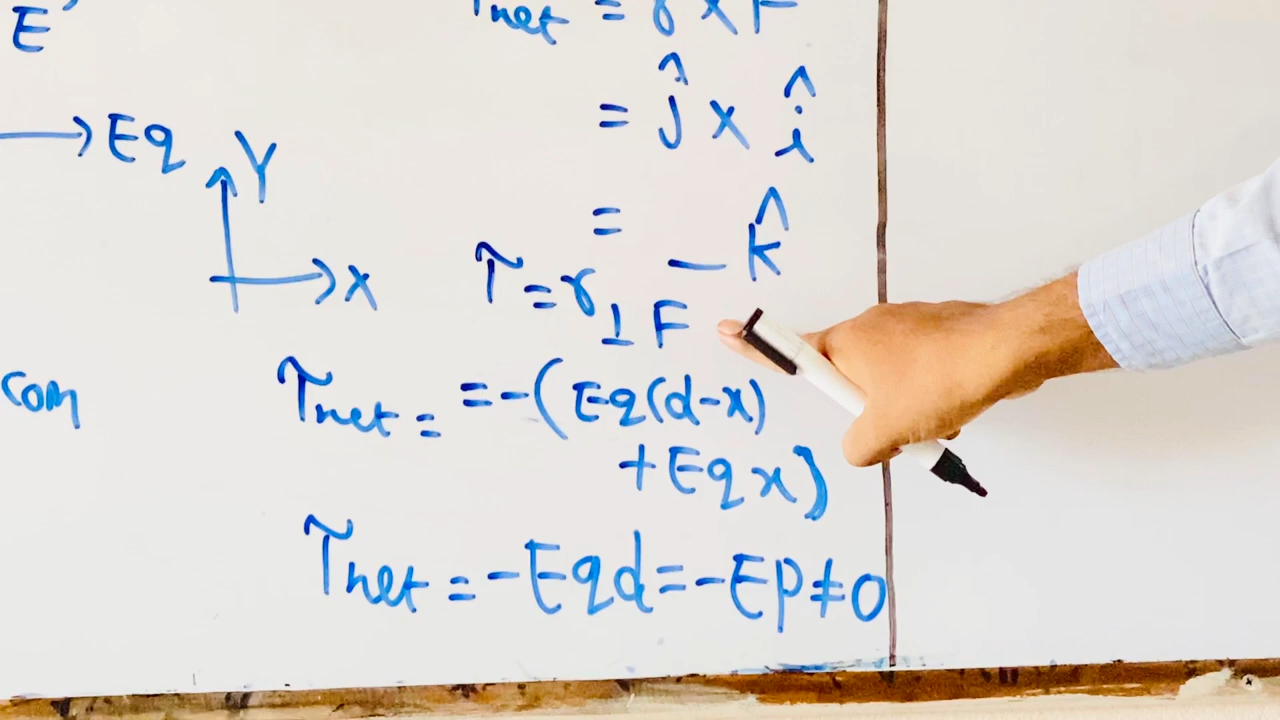 E
τnet = r × F
= ĵ × î
→ Eq
Y
= – k̂
X
τ = r⊥ F
com
τnet = = -(Eq(d-x)
+ Eqx)
τnet = -Eqd = -Ep ≠ 0